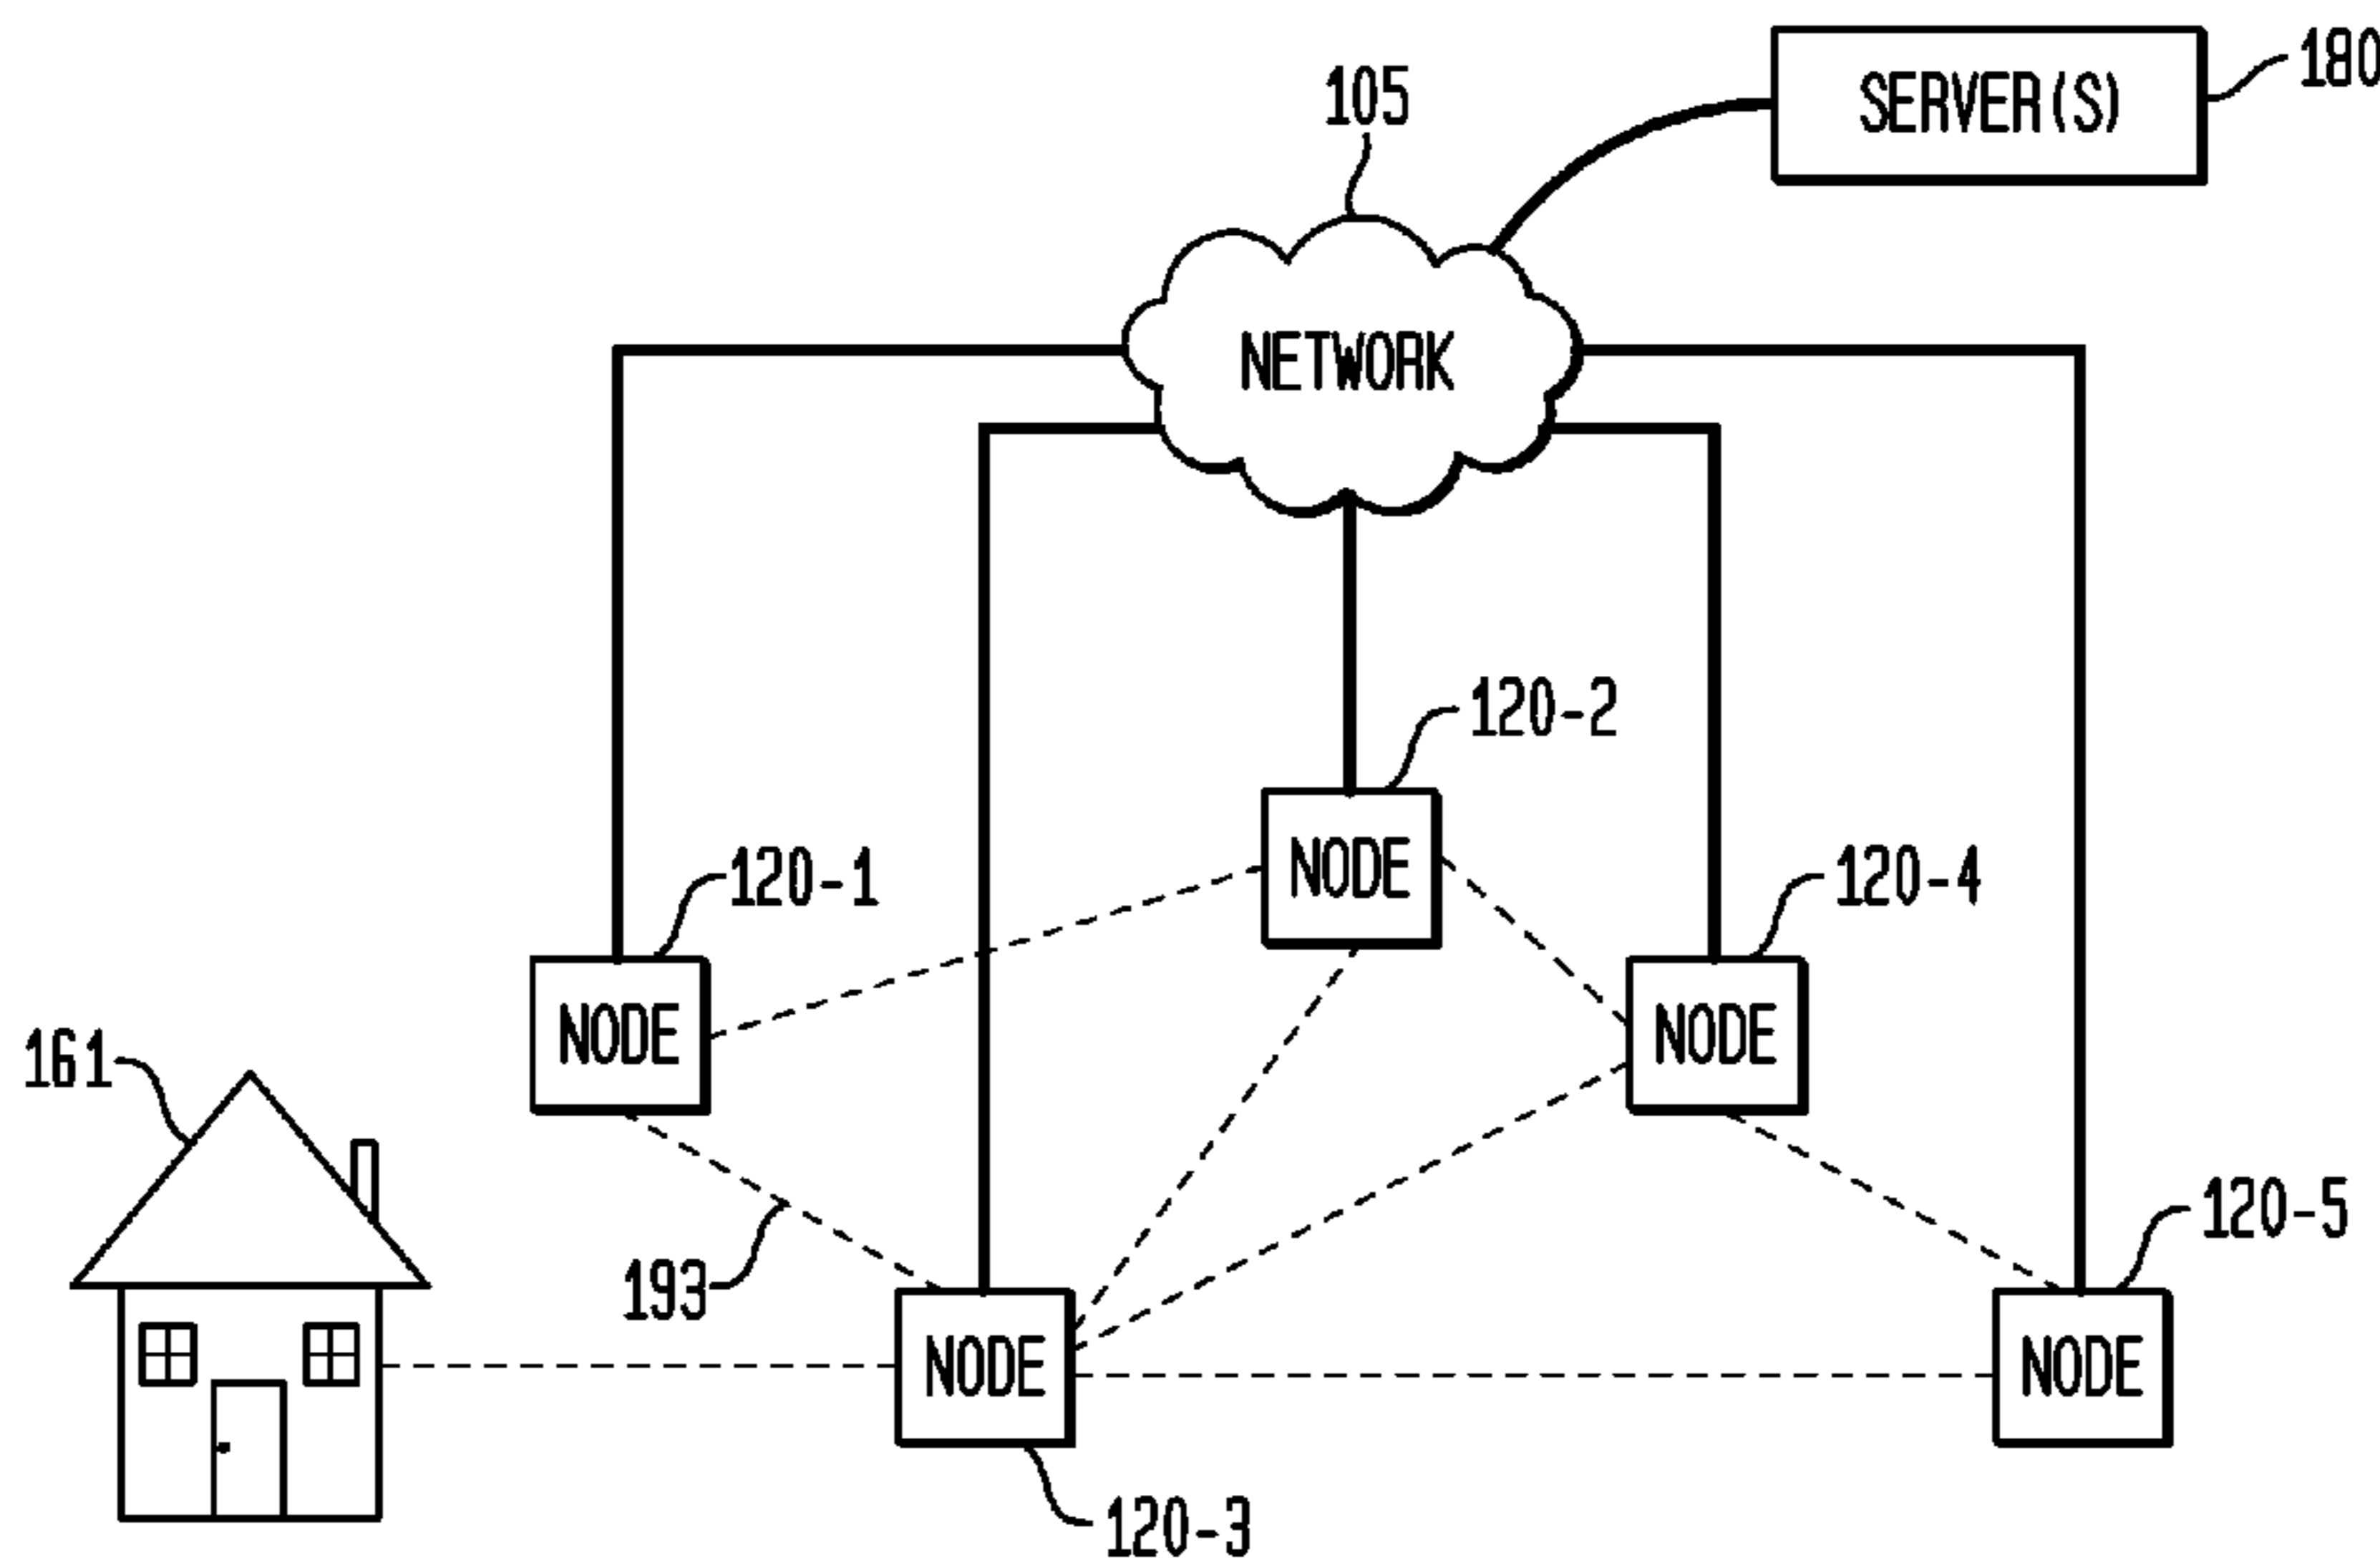 180
SERVER(S)
105
NETWORK
120-2
NODE
120-1
120-4
NODE
NODE
161
120-5
193
NODE
NODE
120-3